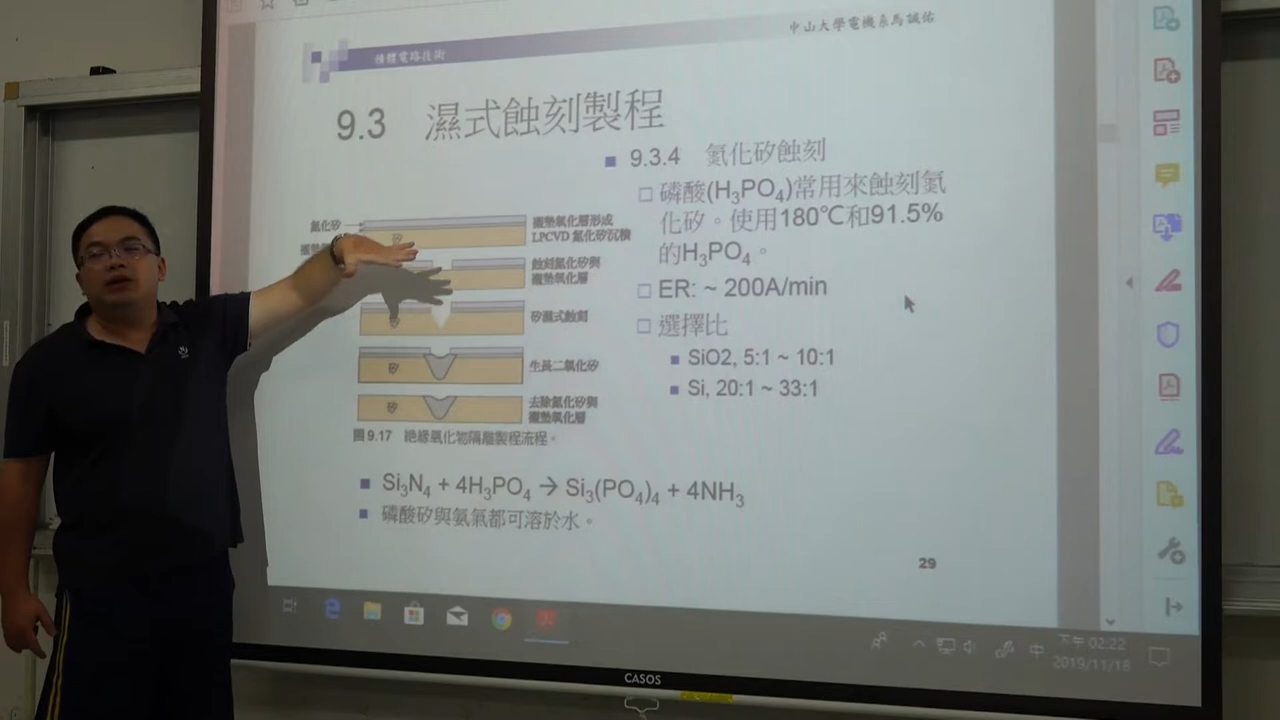 中山大學電機系馬誠佑
積體電路技術
9.3 濕式蝕刻製程
9.3.4 氮化矽蝕刻
磷酸(H₃PO₄)常用來蝕刻氮
化矽。使用180℃和91.5%
的H₃PO₄。
ER: ~ 200A/min
選擇比
SiO2, 5:1 ~ 10:1
Si, 20:1 ~ 33:1
氮化矽
襯墊氧化層形成
LPCVD 氮化矽沉積
蝕刻氮化矽與
襯墊氧化層
矽濕式蝕刻
矽
生長二氧化矽
矽
去除氮化矽與
襯墊氧化層
圖 9.17 絕緣氧化物隔離製程流程。
Si₃N₄ + 4H₃PO₄ → Si₃(PO₄)₄ + 4NH₃
磷酸矽與氨氣都可溶於水。
29
中
下午 02:22
2019/11/18
CASOS